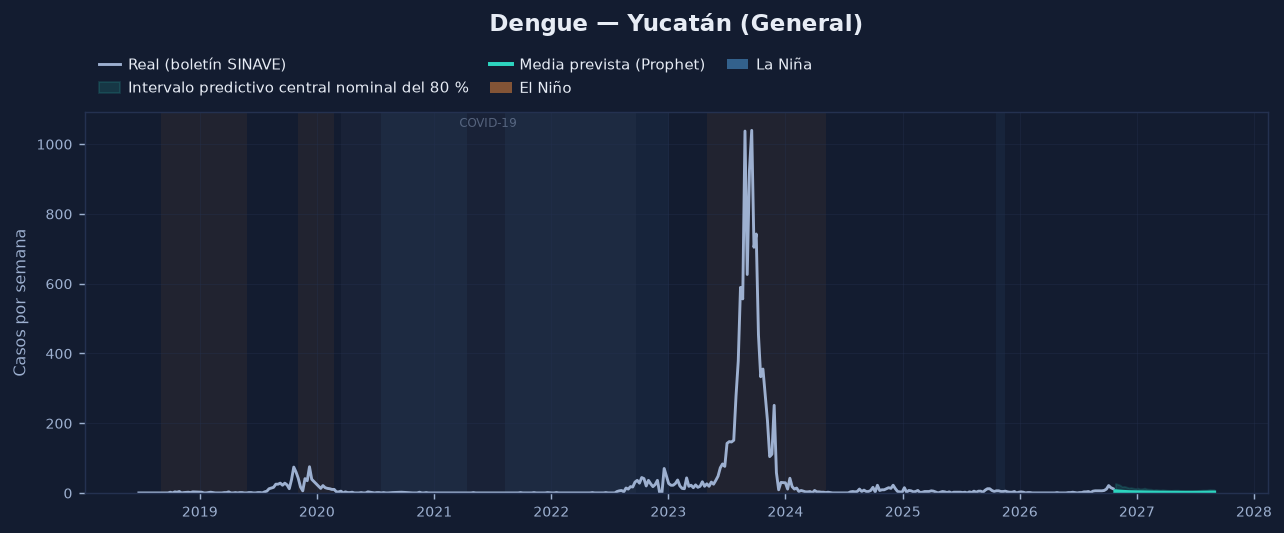 Dengue — Yucatán (General)
Real (boletín SINAVE)
Media prevista (Prophet)
La Niña
Intervalo predictivo central nominal del 80 %
El Niño
COVID-19
Casos por semana
1000
800
600
400
200
0
2019 2020 2021 2022 2023 2024 2025 2026 2027 2028